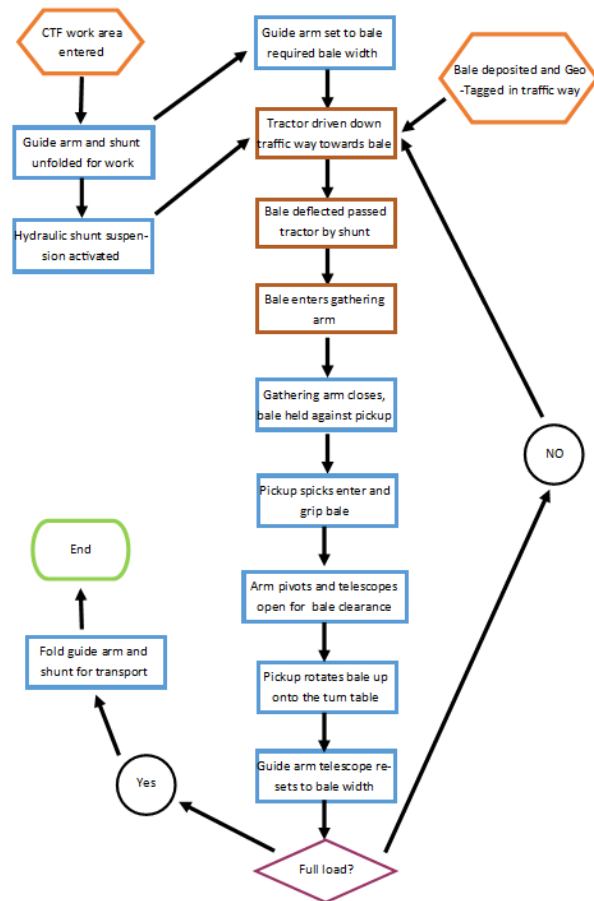 CTF work area
entered
Guide arm set to bale
required bale width
Bale deposited and Geo
-Tagged in traffic way
Guide arm and shunt
unfolded for work
Tractor driven down
traffic way towards bale
Hydraulic shunt suspen-
sion activated
Bale deflected passed
tractor by shunt
Bale enters gathering
arm
Gathering arm closes,
bale held against pickup
NO
Pickup spicks enter and
grip bale
End
Arm pivots and telescopes
open for bale clearance
Fold guide arm and
shunt for transport
Pickup rotates bale up
onto the turn table
Guide arm telescope re-
sets to bale width
Yes
Full load?